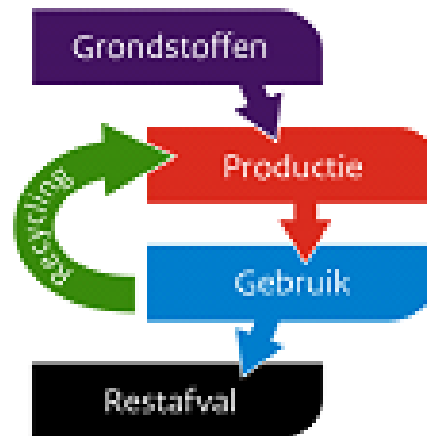 Grondstoffen
Productie
Recycling
Gebruik
Restafval